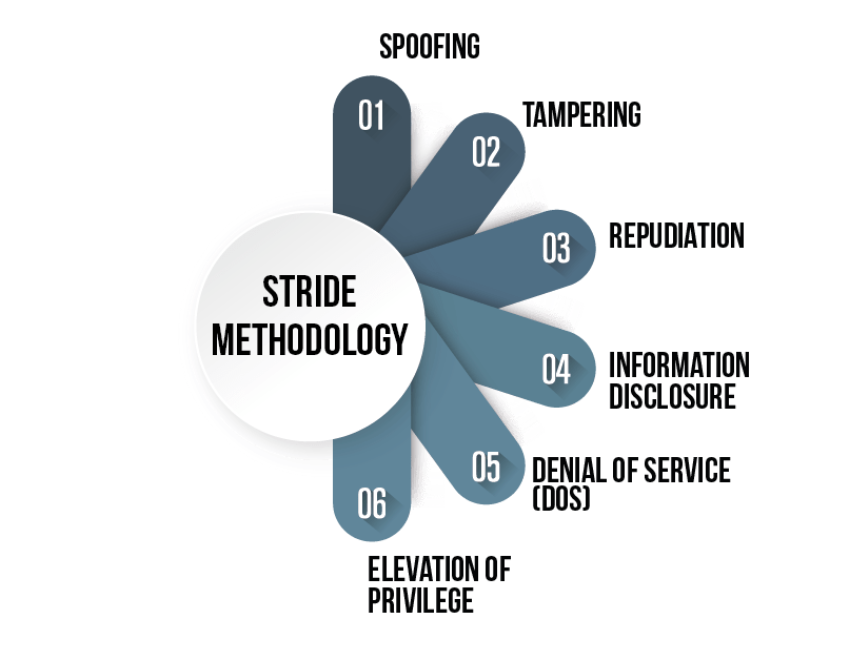 SPOOFING
01
TAMPERING
02
REPUDIATION
03
STRIDE
METHODOLOGY
INFORMATION
DISCLOSURE
04
DENIAL OF SERVICE
(DOS)
05
06
ELEVATION OF
PRIVILEGE